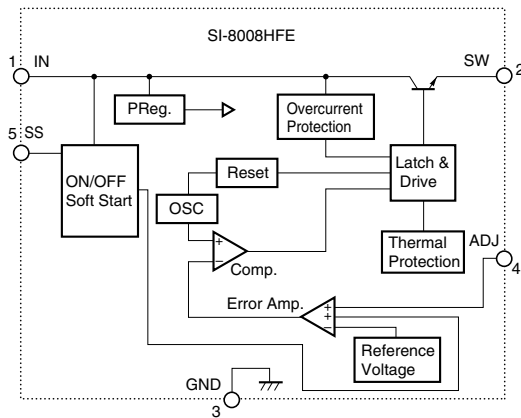 SI-8008HFE
1 IN
SW 2
PReg.
Overcurrent
Protection
5 SS
ON/OFF
Soft Start
Latch &
Drive
Reset
OSC
+
−
Comp.
Thermal
Protection
ADJ
4
Error Amp.
+
+
−
Reference
Voltage
GND
3